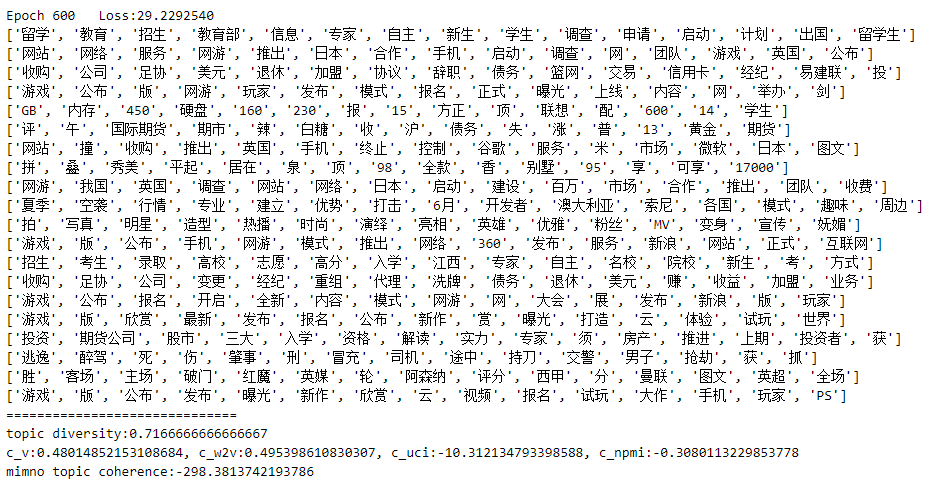 Epoch 600   Loss:29.2292540
['留学', '教育', '招生', '教育部', '信息', '专家', '自主', '新生', '学生', '调查', '申请', '启动', '计划', '出国', '留学生']
['网站', '网络', '服务', '网游', '推出', '日本', '合作', '手机', '启动', '调查', '网', '团队', '游戏', '英国', '公布']
['收购', '公司', '足协', '美元', '退休', '加盟', '协议', '辞职', '债务', '篮网', '交易', '信用卡', '经纪', '易建联', '投']
['游戏', '公布', '版', '网游', '玩家', '发布', '模式', '报名', '正式', '曝光', '上线', '内容', '网', '举办', '剑']
['GB', '内存', '450', '硬盘', '160', '230', '报', '15', '方正', '顶', '联想', '配', '600', '14', '学生']
['评', '午', '国际期货', '期市', '辣', '白糖', '收', '沪', '债务', '失', '涨', '普', '13', '黄金', '期货']
['网站', '撞', '收购', '推出', '英国', '手机', '终止', '控制', '谷歌', '服务', '米', '市场', '微软', '日本', '图文']
['拼', '叠', '秀美', '平起', '居在', '泉', '顶', '98', '全款', '香', '别墅', '95', '享', '可享', '17000']
['网游', '我国', '英国', '调查', '网站', '网络', '日本', '启动', '建设', '百万', '市场', '合作', '推出', '团队', '收费']
['夏季', '空袭', '行情', '专业', '建立', '优势', '打击', '6月', '开发者', '澳大利亚', '索尼', '各国', '模式', '趣味', '周边']
['拍', '写真', '明星', '造型', '热播', '时尚', '演绎', '亮相', '英雄', '优雅', '粉丝', 'MV', '变身', '宣传', '妩媚']
['游戏', '版', '公布', '手机', '网游', '模式', '推出', '网络', '360', '发布', '服务', '新浪', '网站', '正式', '互联网']
['招生', '考生', '录取', '高校', '志愿', '高分', '入学', '江西', '专家', '自主', '名校', '院校', '新生', '考', '方式']
['收购', '足协', '公司', '变更', '经纪', '重组', '代理', '洗牌', '债务', '退休', '美元', '赚', '收益', '加盟', '业务']
['游戏', '公布', '报名', '开启', '全新', '内容', '模式', '网游', '网', '大会', '展', '发布', '新浪', '版', '玩家']
['游戏', '版', '欣赏', '最新', '发布', '报名', '公布', '新作', '赏', '曝光', '打造', '云', '体验', '试玩', '世界']
['投资', '期货公司', '股市', '三大', '入学', '资格', '解读', '实力', '专家', '须', '房产', '推进', '上期', '投资者', '获']
['逃逸', '醉驾', '死', '伤', '肇事', '刑', '冒充', '司机', '途中', '持刀', '交警', '男子', '抢劫', '获', '抓']
['胜', '客场', '主场', '破门', '红魔', '英媒', '轮', '阿森纳', '评分', '西甲', '分', '曼联', '图文', '英超', '全场']
['游戏', '版', '公布', '发布', '曝光', '新作', '欣赏', '云', '视频', '报名', '试玩', '大作', '手机', '玩家', 'PS']
==============================
topic diversity:0.7166666666666667
c_v:0.48014852153108684, c_w2v:0.495398610830307, c_uci:-10.312134793398588, c_npmi:-0.3080113229853778
mimno topic coherence:-298.3813742193786